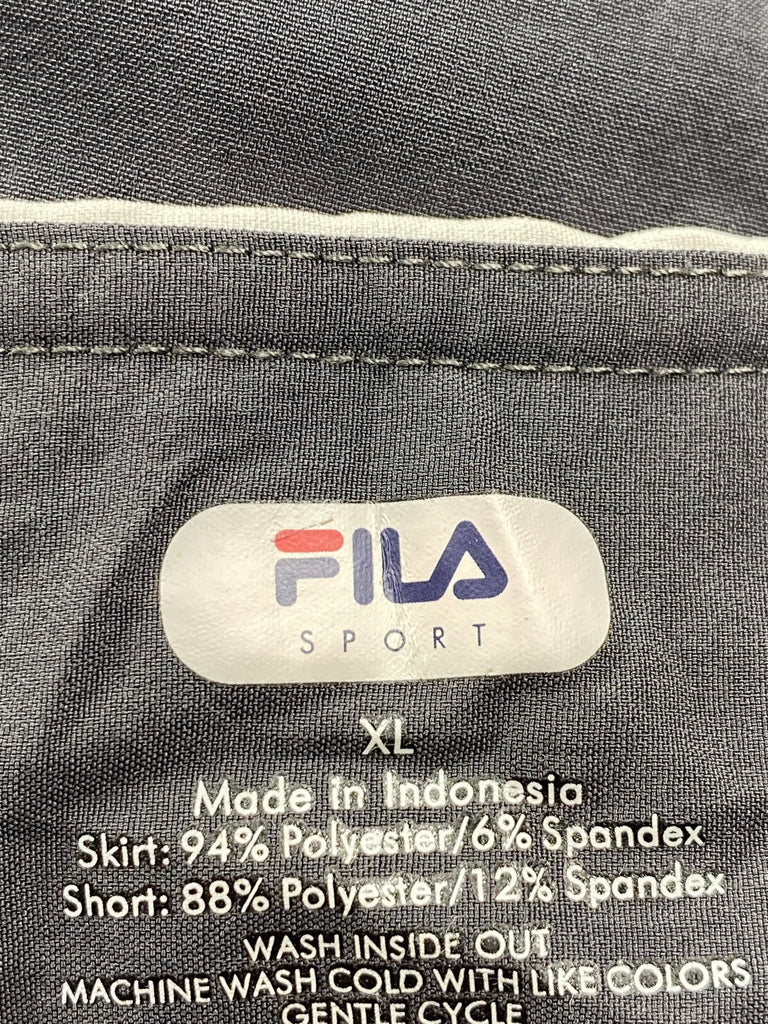 FILA
SPORT
XL
Made in Indonesia
Skirt: 94% Polyester/6% Spandex
Short: 88% Polyester/12% Spandex
WASH INSIDE OUT
MACHINE WASH COLD WITH LIKE COLORS
GENTLE CYCLE